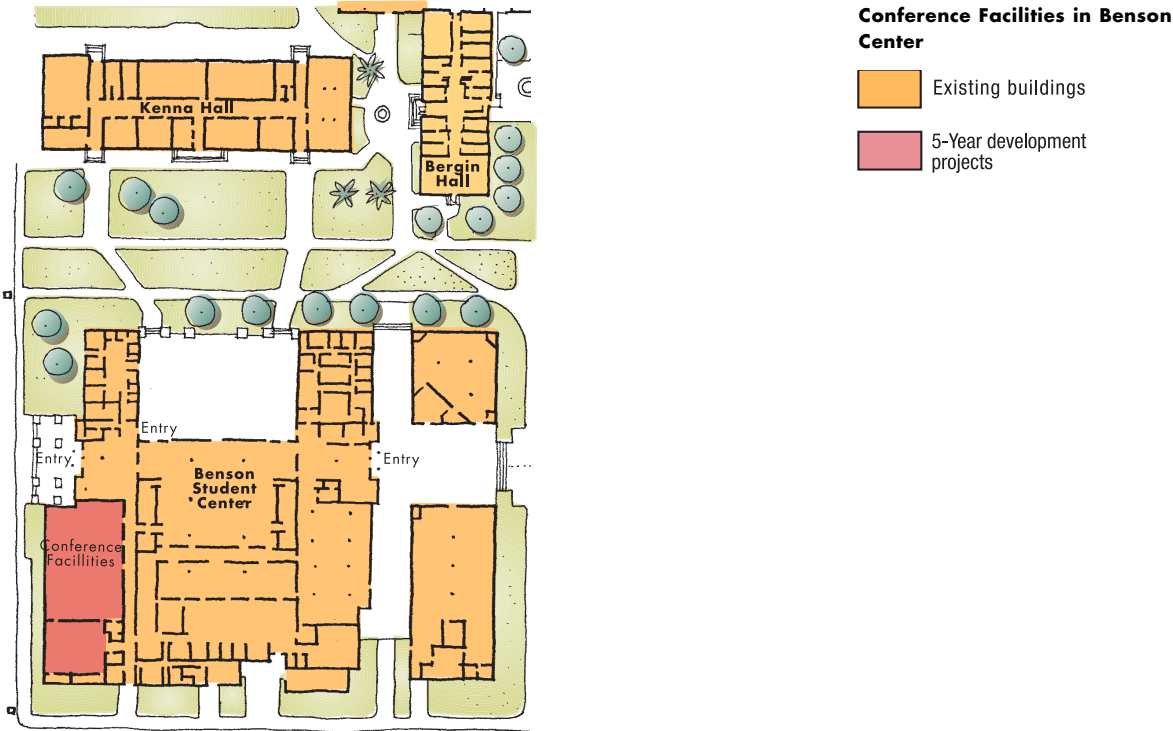 Conference Facilities in Benson
Center
Existing buildings
5-Year development
projects
Kenna Hall
Bergin
Hall
Entry
Entry
Entry
Benson
Student
Center
Conference
Facillities